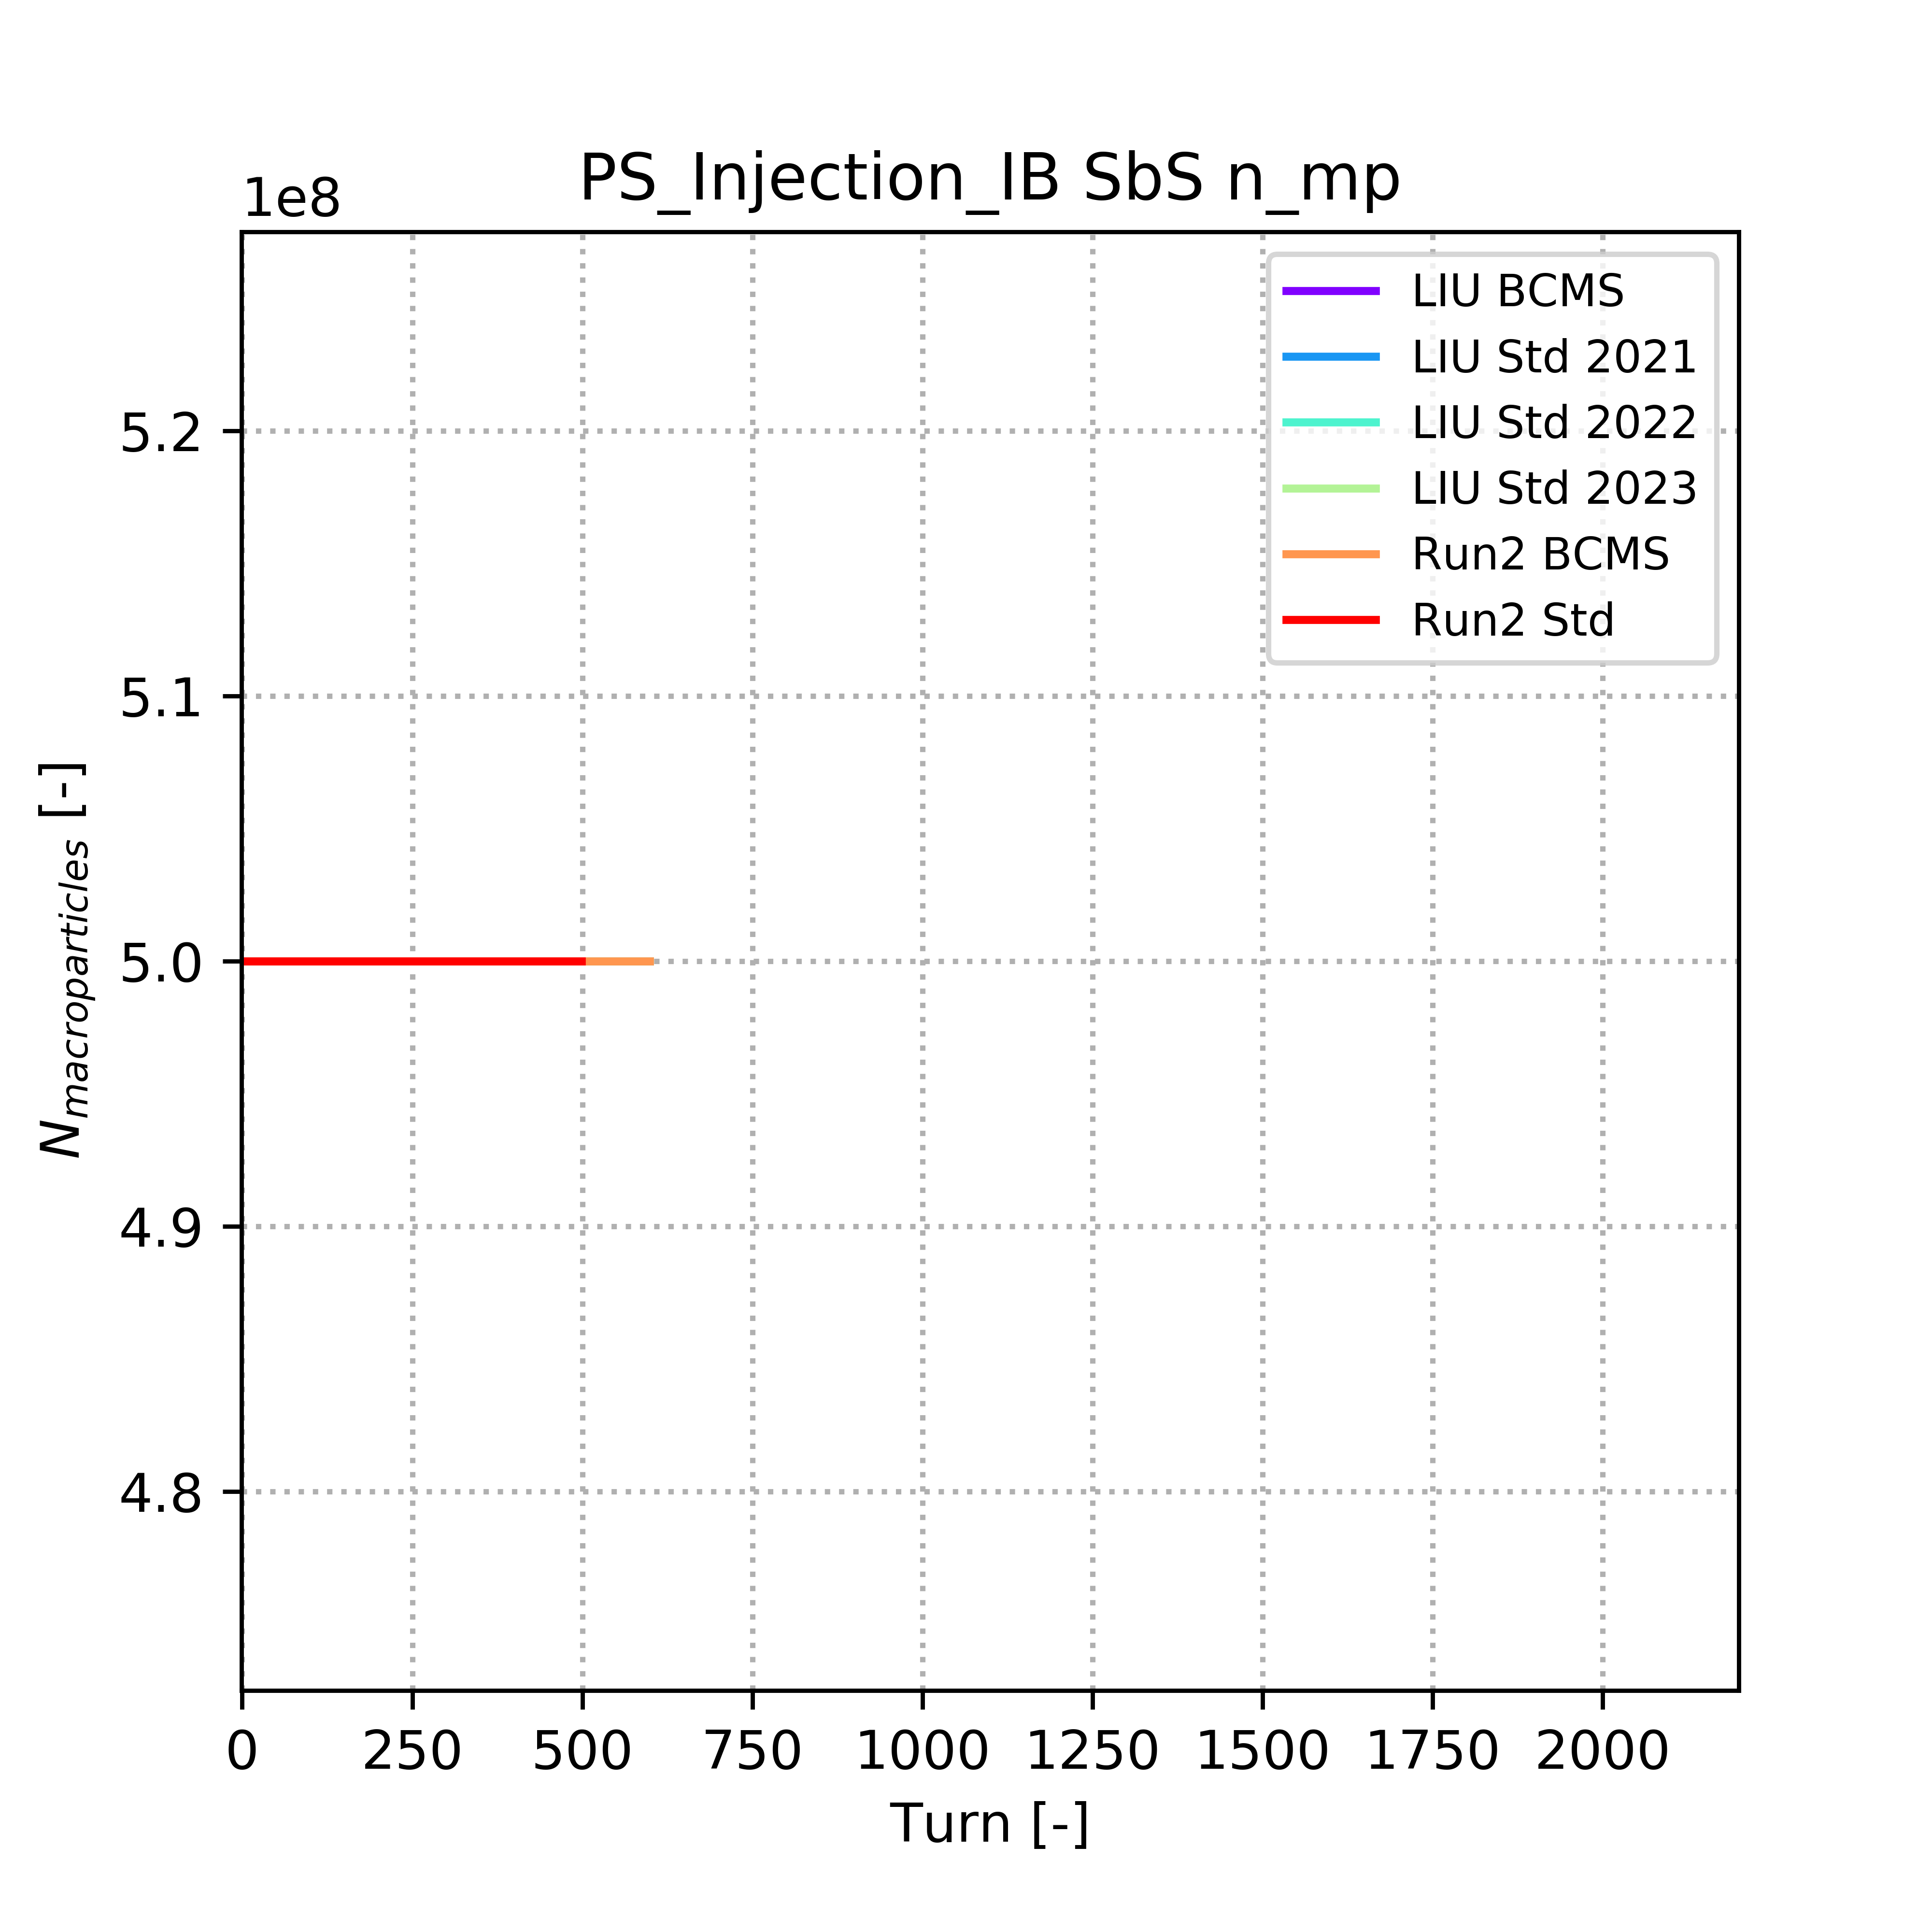 PS_Injection_IB SbS n_mp
1e8
LIU BCMS
LIU Std 2021
LIU Std 2022
LIU Std 2023
Run2 BCMS
Run2 Std
5.2
5.1
5.0
4.9
4.8
N_macroparticles [-]
0 250 500 750 1000 1250 1500 1750 2000
Turn [-]